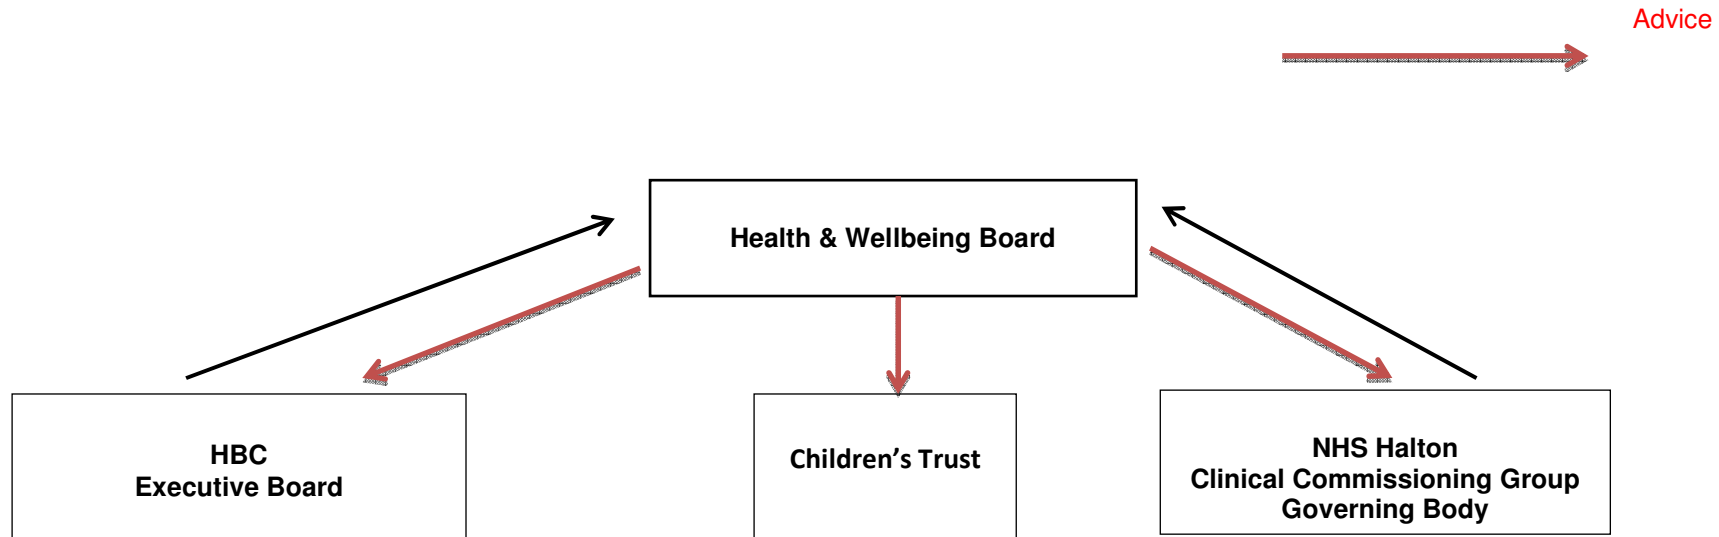 Advice
Health & Wellbeing Board
HBC
Executive Board
Children’s Trust
NHS Halton
Clinical Commissioning Group
Governing Body